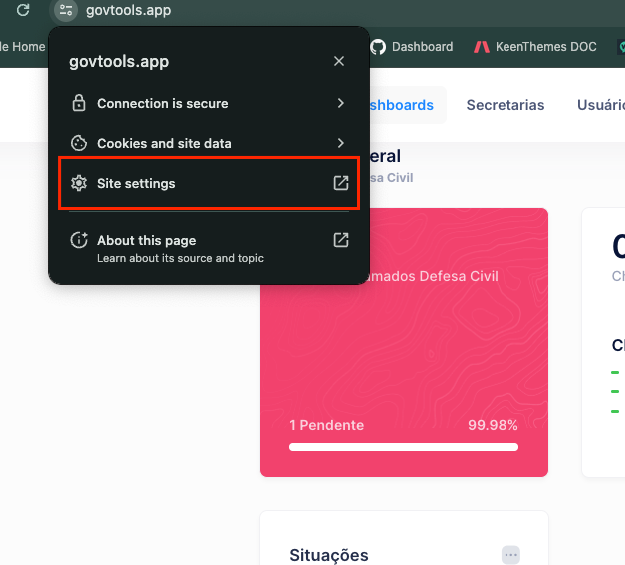 govtools.app
le Home
Dashboard
KeenThemes DOC
govtools.app
Connection is secure
Cookies and site data
Site settings
About this page
Learn about its source and topic
shboards
Secretarias
Usuári
eral
sa Civil
amados Defesa Civil
1 Pendente
99.98%
0
Ch
Cl
Situações